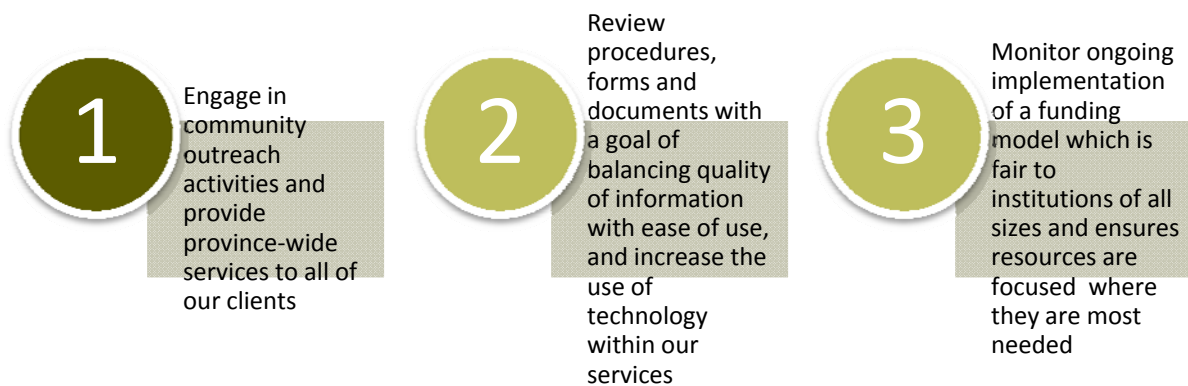 1
Engage in
community
outreach
activities and
provide
province-wide
services to all of
our clients
2
Review
procedures,
forms and
documents with
a goal of
balancing quality
of information
with ease of use,
and increase the
use of
technology
within our
services
3
Monitor ongoing
implementation
of a funding
model which is
fair to
institutions of all
sizes and ensures
resources are
focused  where
they are most
needed